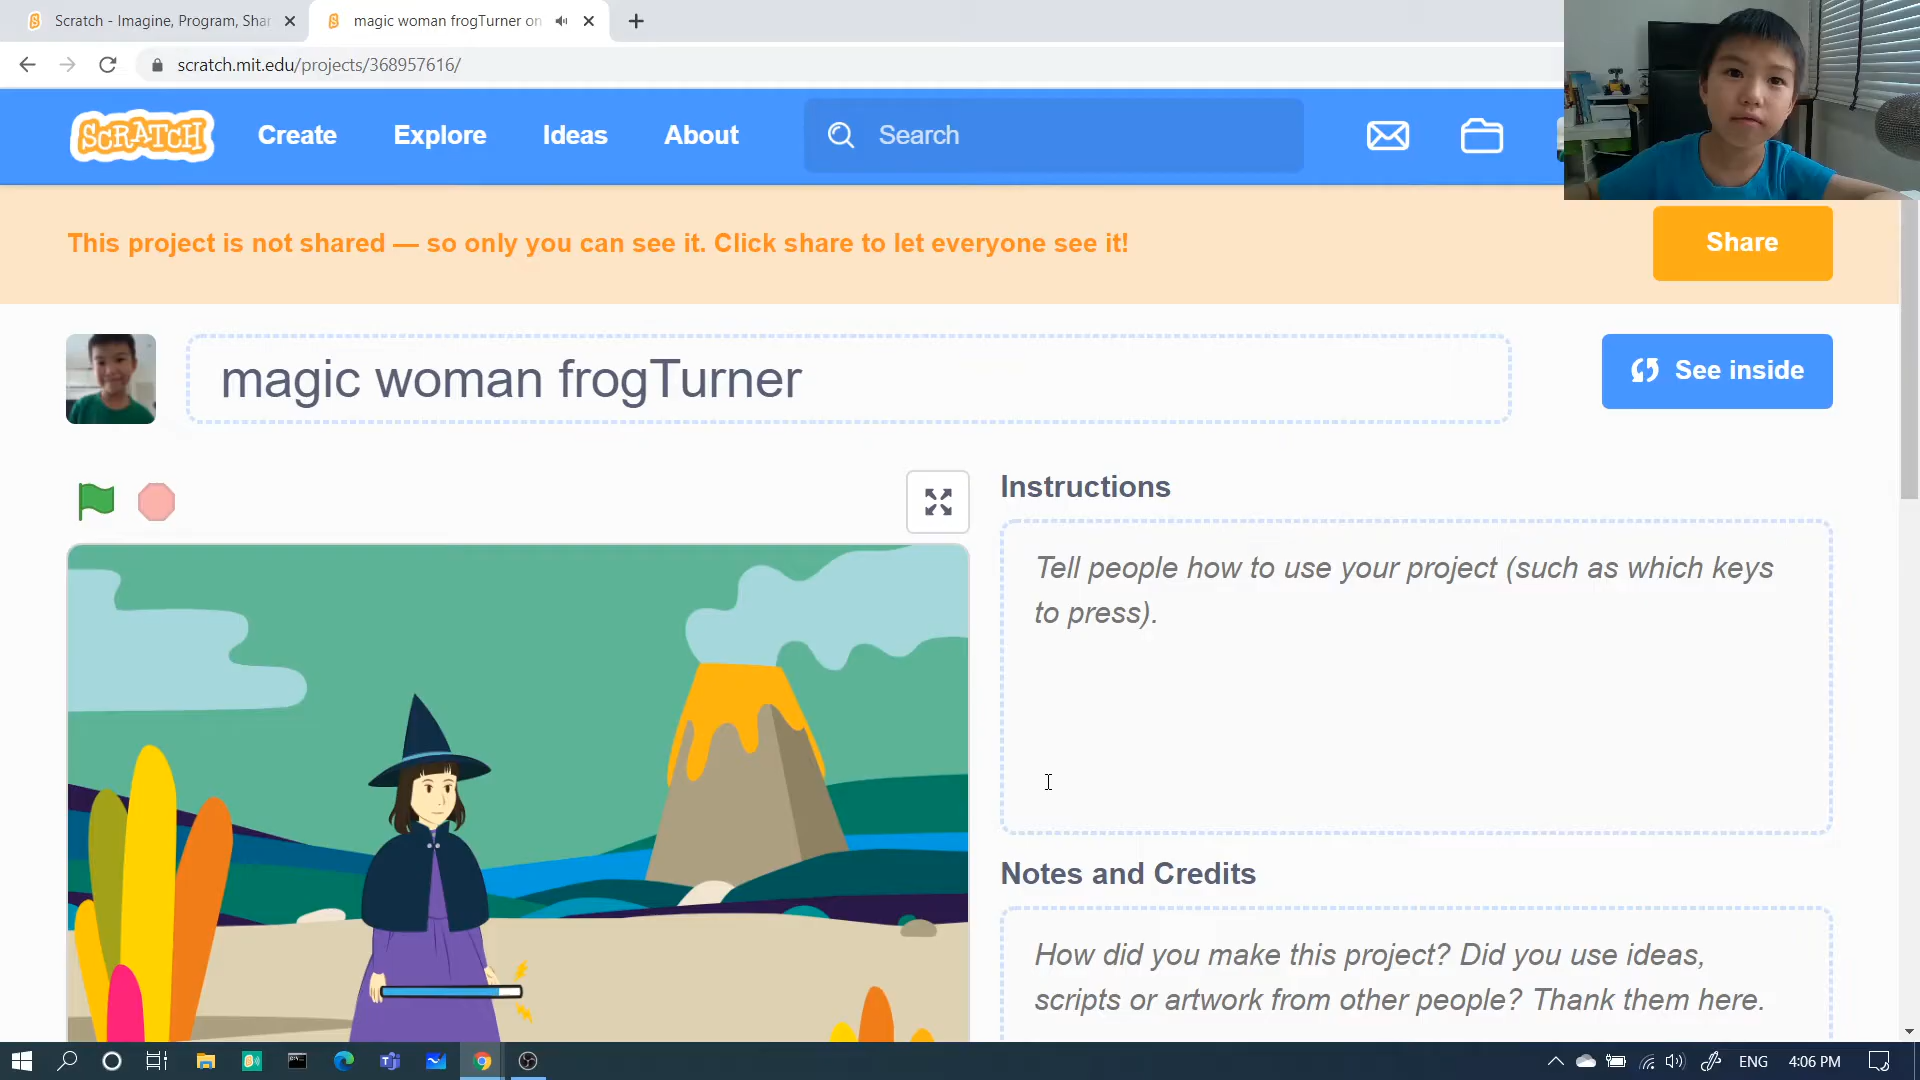 Scratch - Imagine, Program, Shar
magic woman frogTurner on
scratch.mit.edu/projects/368957616/
SCRATCH
Create
Explore
Ideas
About
Search
This project is not shared — so only you can see it. Click share to let everyone see it!
Share
magic woman frogTurner
See inside
Instructions
Tell people how to use your project (such as which keys
to press).
Notes and Credits
How did you make this project? Did you use ideas,
scripts or artwork from other people? Thank them here.
ENG
4:06 PM